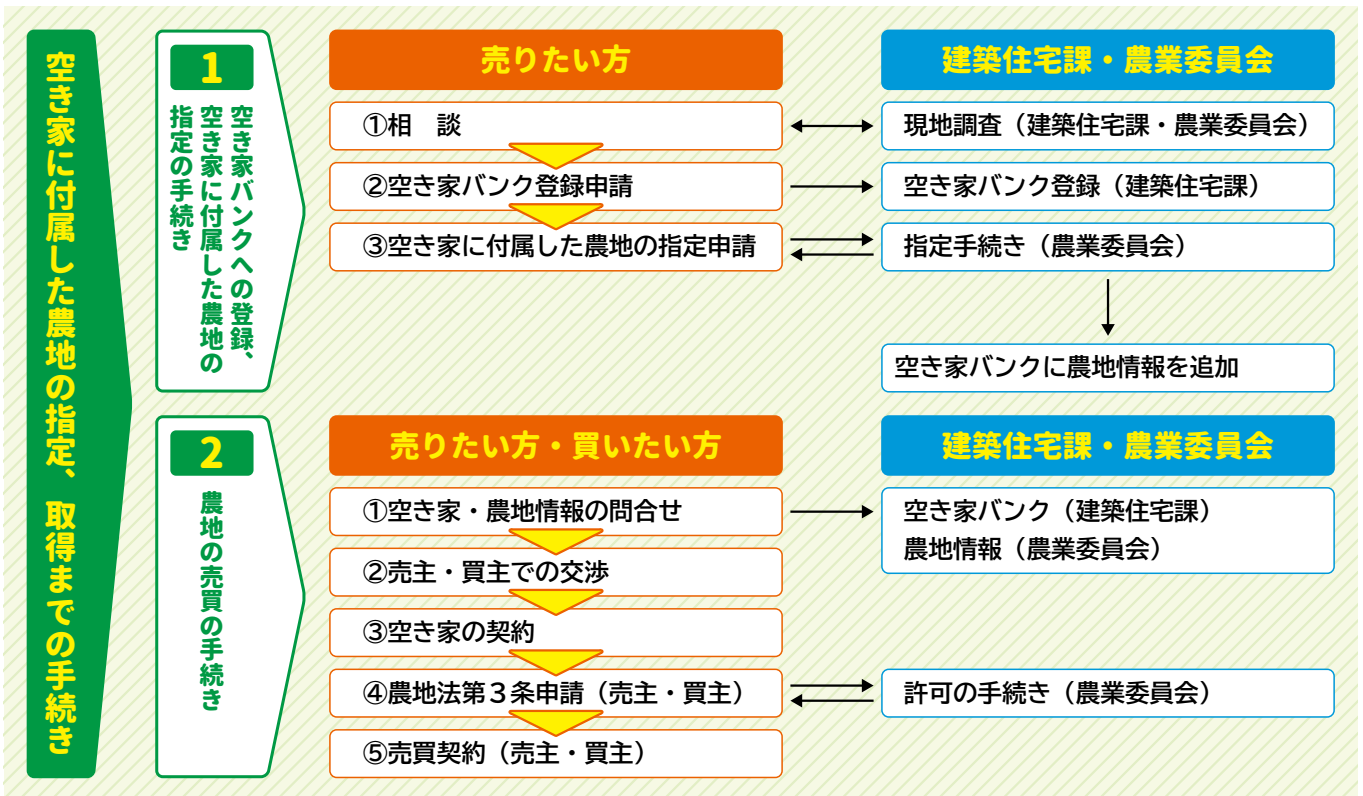 空き家に付属した農地の指定、取得までの手続き
1
空き家バンクへの登録、
空き家に付属した農地の
指定の手続き
売りたい方
建築住宅課・農業委員会
①相　談
現地調査（建築住宅課・農業委員会）
②空き家バンク登録申請
空き家バンク登録（建築住宅課）
③空き家に付属した農地の指定申請
指定手続き（農業委員会）
空き家バンクに農地情報を追加
2
農地の売買の手続き
売りたい方・買いたい方
建築住宅課・農業委員会
①空き家・農地情報の問合せ
空き家バンク（建築住宅課）
農地情報（農業委員会）
②売主・買主での交渉
③空き家の契約
④農地法第３条申請（売主・買主）
許可の手続き（農業委員会）
⑤売買契約（売主・買主）